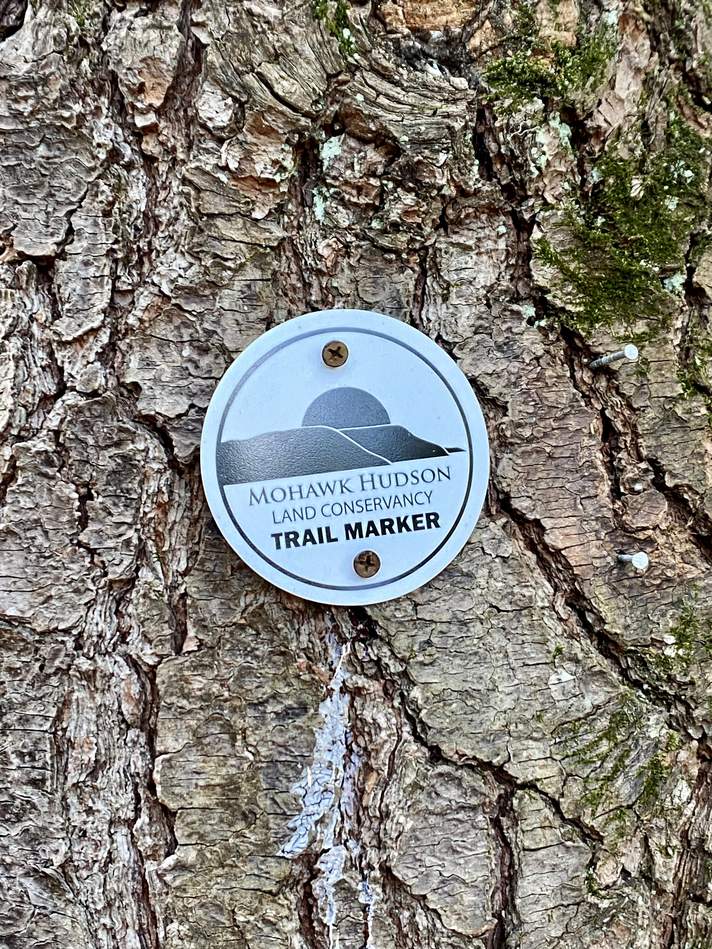 MOHAWK HUDSON
LAND CONSERVANCY
TRAIL MARKER